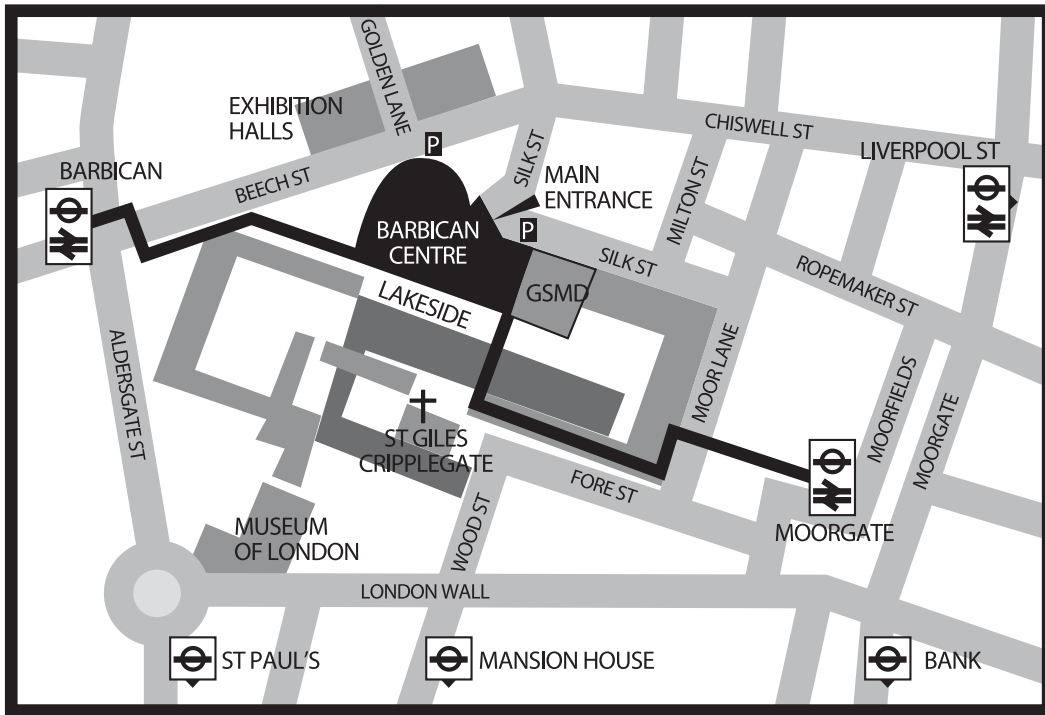 GOLDEN LANE
EXHIBITION
HALLS
P
CHISWELL ST
LIVERPOOL ST
BARBICAN
BEECH ST
SILK ST
MAIN
ENTRANCE
MILTON ST
BARBICAN
CENTRE
P
SILK ST
ROPEMAKER ST
LAKESIDE
GSMD
ALDERSGATE ST
MOOR LANE
MOORFIELDS
MOORGATE
ST GILES
CRIPPLEGATE
FORE ST
MUSEUM
OF LONDON
WOOD ST
MOORGATE
LONDON WALL
ST PAUL'S
MANSION HOUSE
BANK